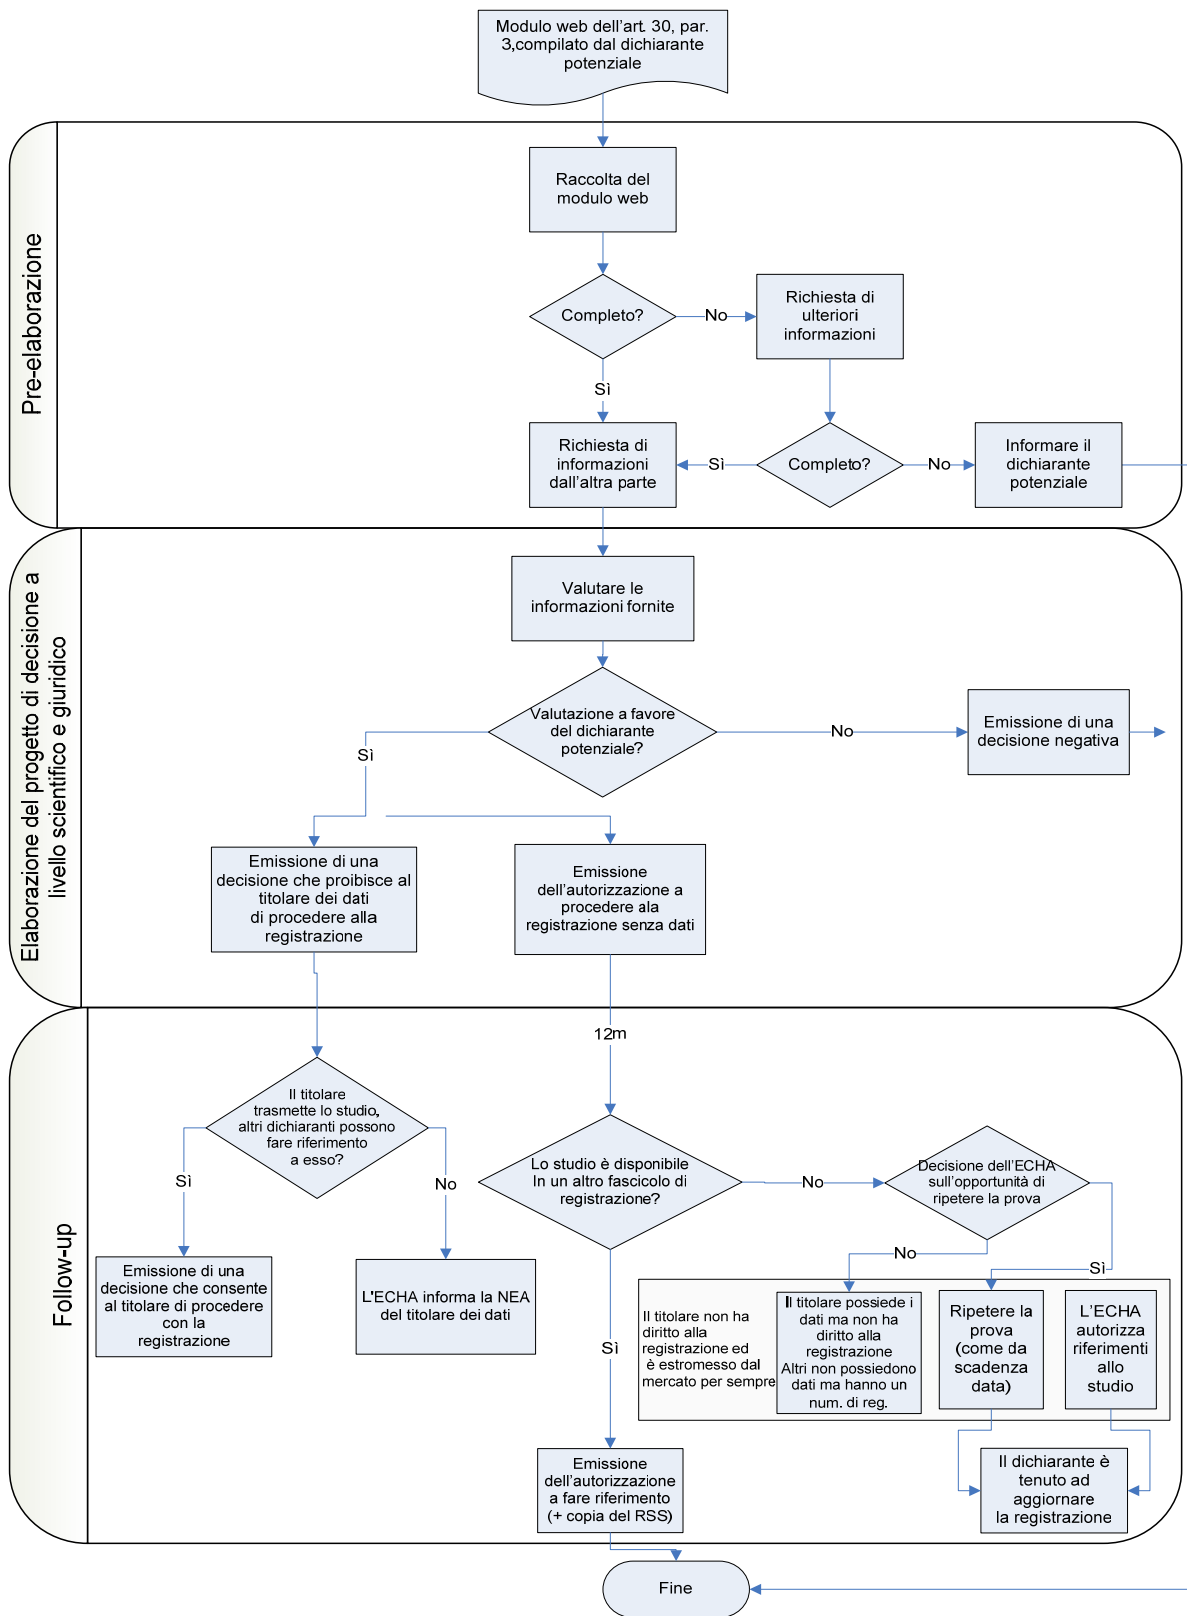 Modulo web dell'art. 30, par.
3,compilato dal dichiarante
potenziale
Pre-elaborazione
Raccolta del
modulo web
Completo?
No
Richiesta di
ulteriori
informazioni
Sì
Richiesta di
informazioni
dall'altra parte
Sì
Completo?
No
Informare il
dichiarante
potenziale
Elaborazione del progetto di decisione a
livello scientifico e giuridico
Valutare le
informazioni fornite
Valutazione a favore
del dichiarante
potenziale?
No
Emissione di una
decisione negativa
Sì
Emissione di una
decisione che proibisce al
titolare dei dati
di procedere alla
registrazione
Emissione
dell'autorizzazione a
procedere ala
registrazione senza dati
Follow-up
12m
Il titolare
trasmette lo studio,
altri dichiaranti possono
fare riferimento
a esso?
Sì
No
Emissione di una
decisione che consente
al titolare di procedere
con la
registrazione
L'ECHA informa la NEA
del titolare dei dati
Lo studio è disponibile
In un altro fascicolo di
registrazione?
No
Decisione dell'ECHA
sull'opportunità di
ripetere la prova
No
Sì
Sì
Il titolare non ha
diritto alla
registrazione ed
è estromesso dal
mercato per sempre
Il titolare possiede i
dati ma non ha
diritto alla
registrazione
Altri non possiedono
dati ma hanno un
num. di reg.
Ripetere la
prova
(come da
scadenza
data)
L'ECHA
autorizza
riferimenti
allo
studio
Emissione
dell'autorizzazione
a fare riferimento
(+ copia del RSS)
Il dichiarante è
tenuto ad
aggiornare
la registrazione
Fine